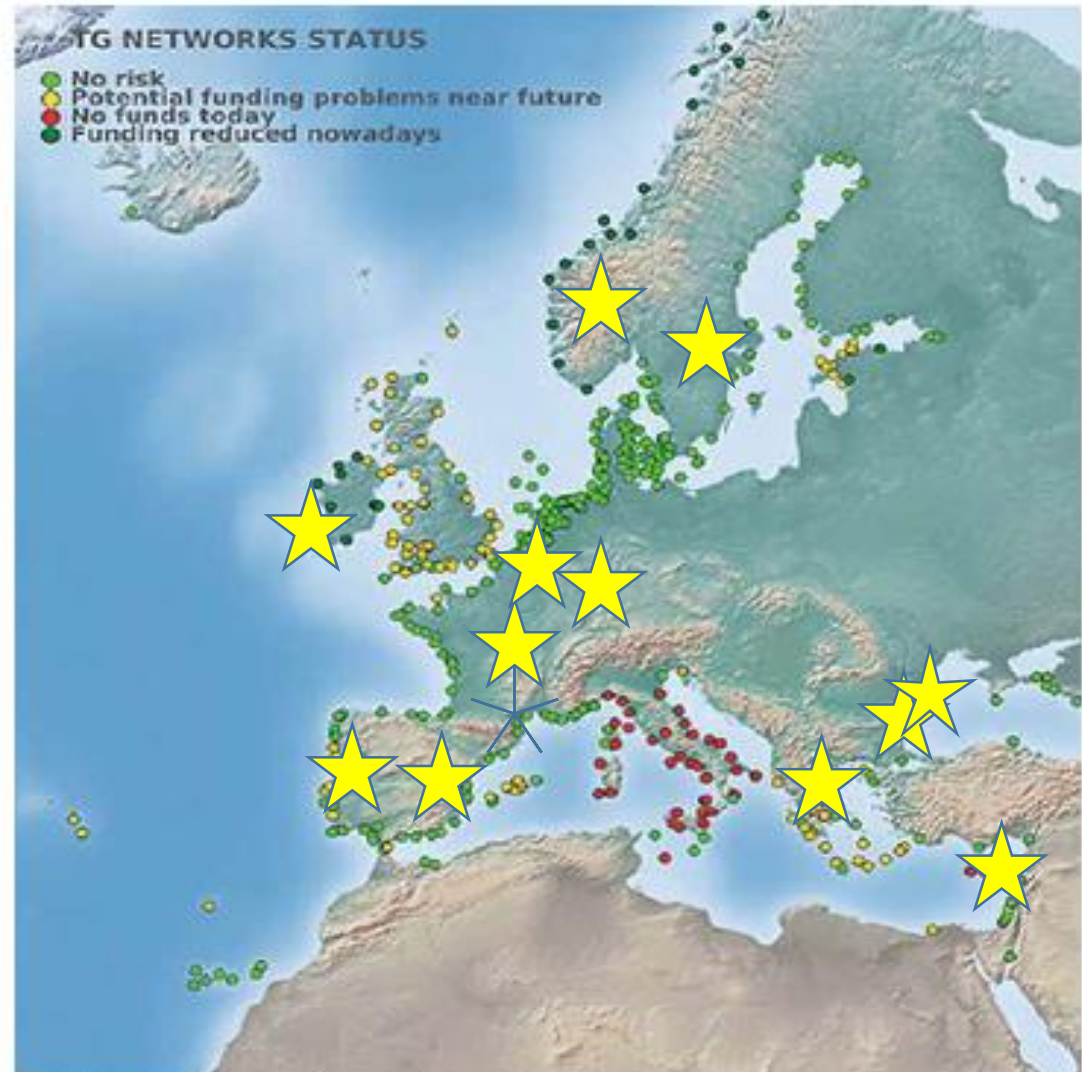 TG NETWORKS STATUS
No risk
Potential funding problems near future
No funds today
Funding reduced nowadays